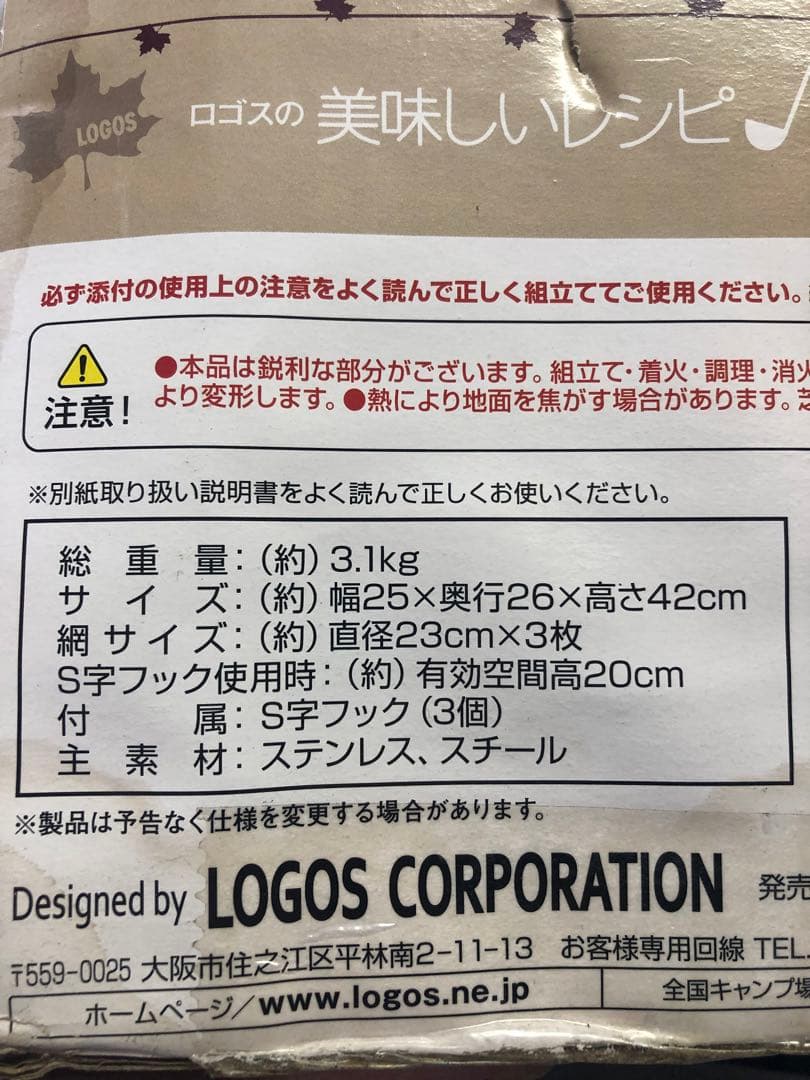 LOGOS
ロゴスの 美味しいレシピ♪
必ず添付の使用上の注意をよく読んで正しく組立ててご使用ください。
注意!
●本品は鋭利な部分がございます。組立て・着火・調理・消火
より変形します。●熱により地面を焦がす場合があります。芝
※別紙取り扱い説明書をよく読んで正しくお使いください。
総重量:(約)3.1kg
サイズ:(約)幅25×奥行26×高さ42cm
網サイズ:(約)直径23cm×3枚
S字フック使用時:(約)有効空間高20cm
付属:S字フック(3個)
主素材:ステンレス、スチール
※製品は予告なく仕様を変更する場合があります。
Designed by LOGOS CORPORATION 発売
〒559-0025 大阪市住之江区平林南2-11-13 お客様専用回線 TEL.
ホームページ/www.logos.ne.jp 全国キャンプ場